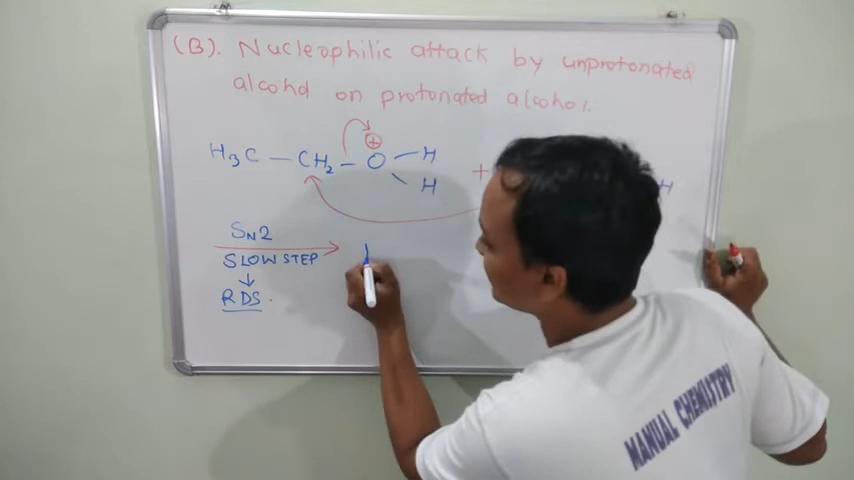 (B). Nucleophilic attack by unprotonated
alcohol on protonated alcohol.
H₃C — CH₂ — O — H
⊕
H
+
H
SN2
SLOW STEP
↓
RDS.
MANUAL CHEMISTRY